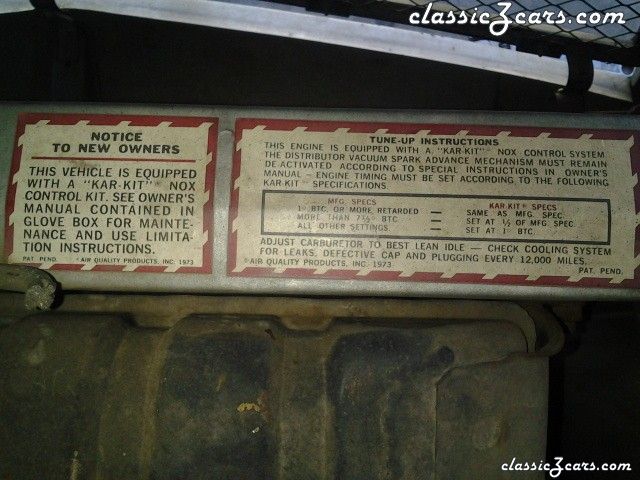 classicZcars.com
NOTICE
TO NEW OWNERS
THIS VEHICLE IS EQUIPPED
WITH A "KAR-KIT" NOX
CONTROL KIT. SEE OWNER'S
MANUAL CONTAINED IN
GLOVE BOX FOR MAINTE-
NANCE AND USE LIMITA-
TION INSTRUCTIONS.
PAT. PEND. © AIR QUALITY PRODUCTS, INC. 1973
TUNE-UP INSTRUCTIONS
THIS ENGINE IS EQUIPPED WITH A "KAR-KIT" NOX CONTROL SYSTEM
THE DISTRIBUTOR VACUUM SPARK ADVANCE MECHANISM MUST REMAIN
DE-ACTIVATED ACCORDING TO SPECIAL INSTRUCTIONS IN OWNER'S
MANUAL — ENGINE TIMING MUST BE SET ACCORDING TO THE FOLLOWING
KAR-KIT SPECIFICATIONS:
MFG SPECS KAR-KIT SPECS
BTC. OR MORE RETARDED = SAME AS MFG. SPEC.
MORE THAN BTC. = SET AT ½ OF MFG. SPEC.
ALL OTHER SETTINGS = SET AT BTC.
ADJUST CARBURETOR TO BEST LEAN IDLE — CHECK COOLING SYSTEM
FOR LEAKS, DEFECTIVE CAP AND PLUGGING EVERY 12,000 MILES.
© AIR QUALITY PRODUCTS, INC. 1973 PAT. PEND.
classicZcars.com